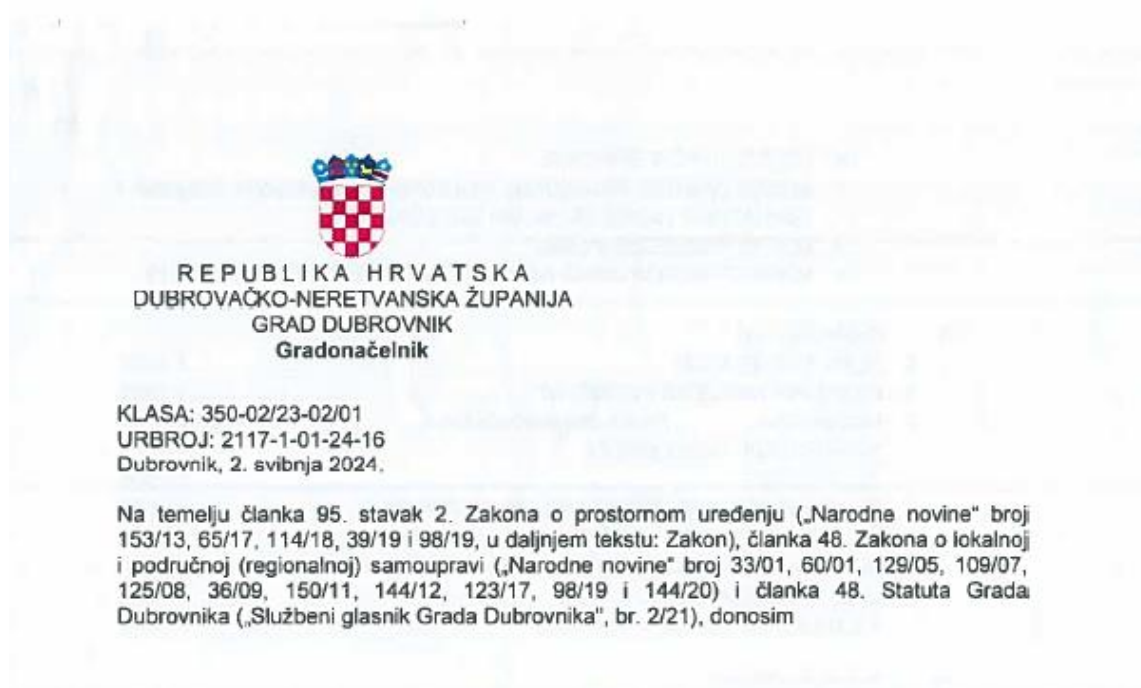 REPUBLIKA HRVATSKA
DUBROVAČKO-NERETVANSKA ŽUPANIJA
GRAD DUBROVNIK
Gradonačelnik
KLASA: 350-02/23-02/01
URBROJ: 2117-1-01-24-16
Dubrovnik, 2. svibnja 2024.
Na temelju članka 95. stavak 2. Zakona o prostornom uređenju („Narodne novine“ broj
153/13, 65/17, 114/18, 39/19 i 98/19, u daljnjem tekstu: Zakon), članka 48. Zakona o lokalnoj
i područnoj (regionalnoj) samoupravi („Narodne novine“ broj 33/01, 60/01, 129/05, 109/07,
125/08, 36/09, 150/11, 144/12, 123/17, 98/19 i 144/20) i članka 48. Statuta Grada
Dubrovnika („Službeni glasnik Grada Dubrovnika“, br. 2/21), donosim